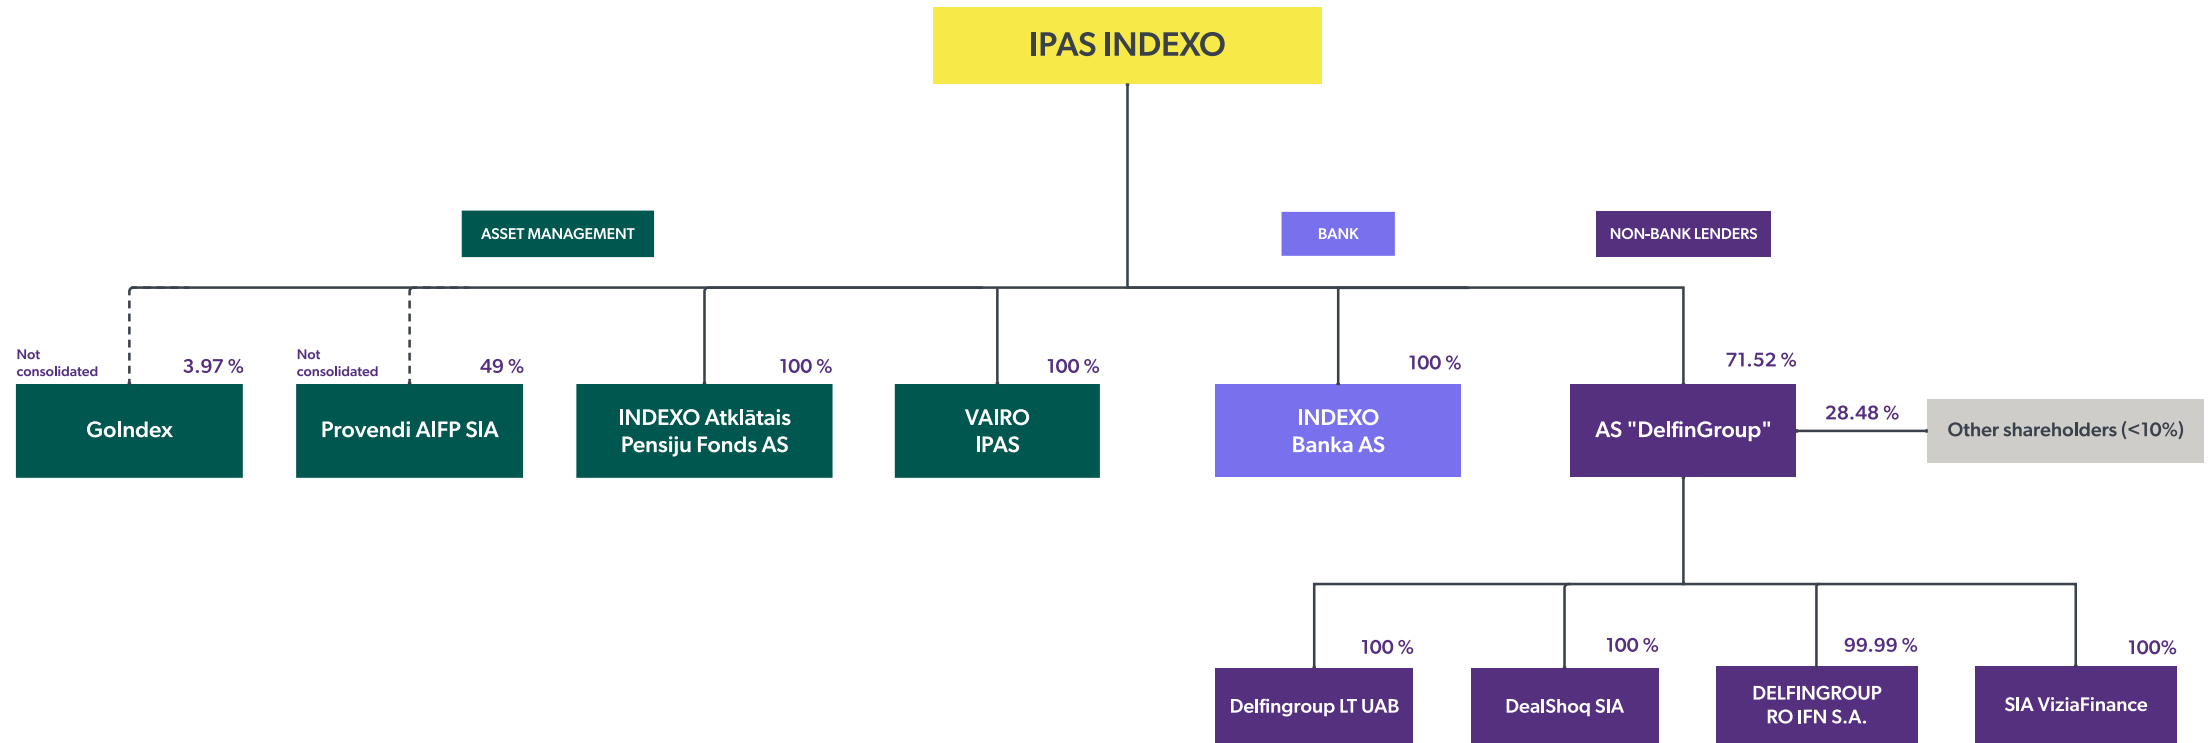 IPAS INDEXO
ASSET MANAGEMENT
BANK
NON-BANK LENDERS
Not
consolidated
3.97 %
Not
consolidated
49 %
100 %
100 %
100 %
71.52 %
GoIndex
Provendi AIFP SIA
INDEXO Atklātais
Pensiju Fonds AS
VAIRO
IPAS
INDEXO
Banka AS
AS "DelfinGroup"
28.48 %
Other shareholders (<10%)
100 %
100 %
99.99 %
100%
Delfingroup LT UAB
DealShoq SIA
DELFINGROUP
RO IFN S.A.
SIA ViziaFinance